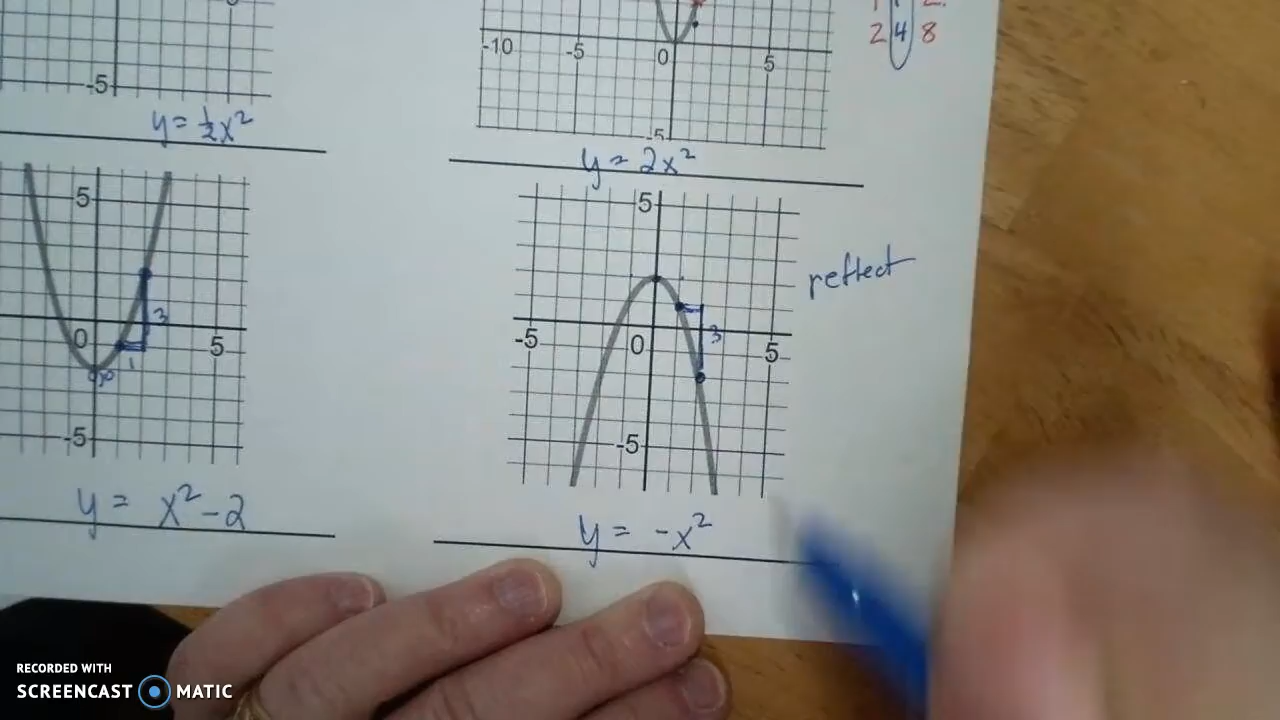 -5
y = ½x²
-10 -5 0 5
-5
2 4 8
y = 2x²
5
0 5
-5
3
1
y = x² - 2
5
-5 0 5
-5
3
reflect
y = -x²
RECORDED WITH
SCREENCAST MATIC